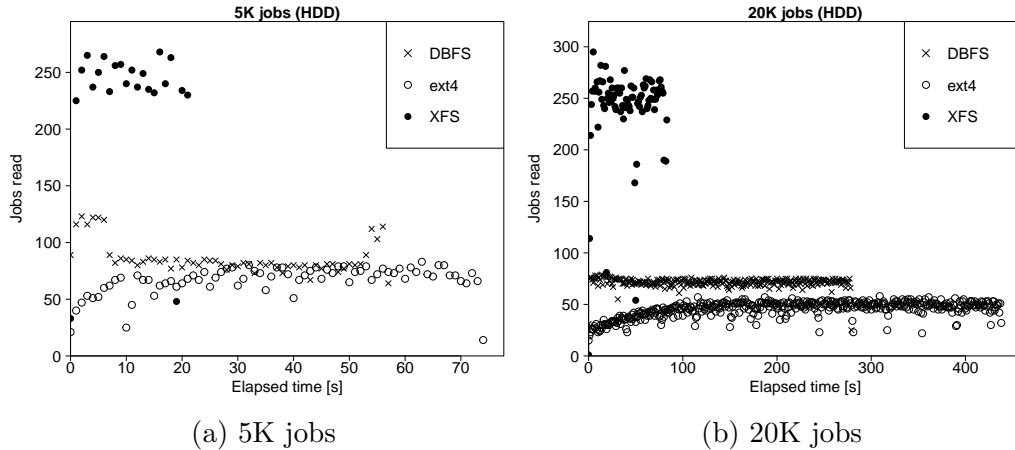 5K jobs (HDD)
Jobs read
250
200
150
100
50
0
DBFS
ext4
XFS
0 10 20 30 40 50 60 70
Elapsed time [s]
(a) 5K jobs
20K jobs (HDD)
Jobs read
300
250
200
150
100
50
0
DBFS
ext4
XFS
0 100 200 300 400
Elapsed time [s]
(b) 20K jobs